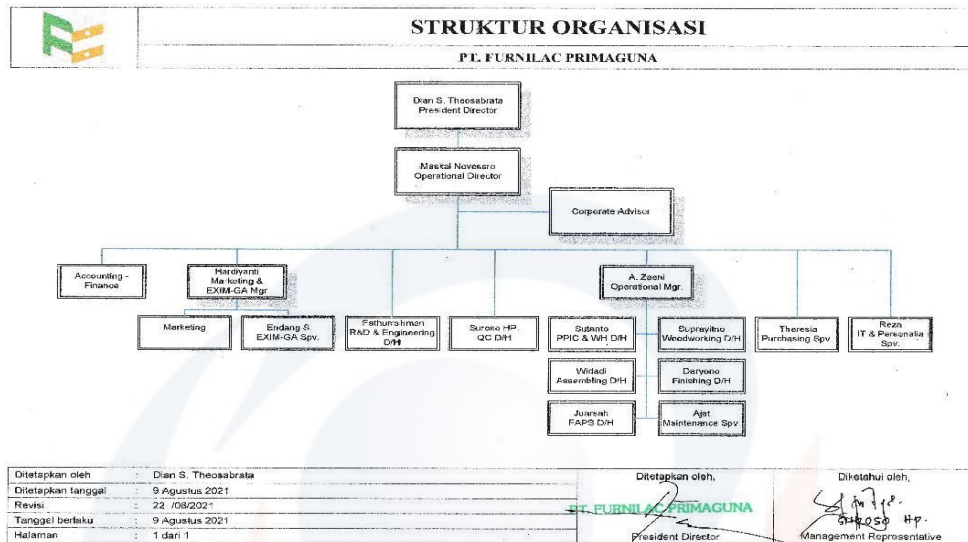 STRUKTUR ORGANISASI
PT. FURNILAC PRIMAGUNA
Dian S. Theosabrata
President Director
Maskal Novessro
Operational Director
Corporate Advisor
Accounting -
Finance
Hardiyanti
Marketing &
EXIM-GA Mgr
A. Zaeni
Operational Mgr.
Marketing
Endang S.
EXIM-GA Spv.
Fathurrahman
R&D & Engineering
D/H
Suroso HP.
QC D/H
Sutanto
PPIC & WH D/H
Suprayitno
Woodworking D/H
Theresia
Purchasing Spv
Reza
IT & Personalia
Spv.
Widadi
Assembling D/H
Daryono
Finishing D/H
Juarsah
FAPS D/H
Ajat
Maintenance Spv.
Ditetapkan oleh : Dian S. Theosabrata
Ditetapkan tanggal : 9 Agustus 2021
Revisi : 22 /08/2021
Tanggal berlaku : 9 Agustus 2021
Halaman : 1 dari 1
Ditetapkan oleh,
PT. FURNILAC PRIMAGUNA
President Director
Diketahui oleh,
SUROSO HP.
Management Representative